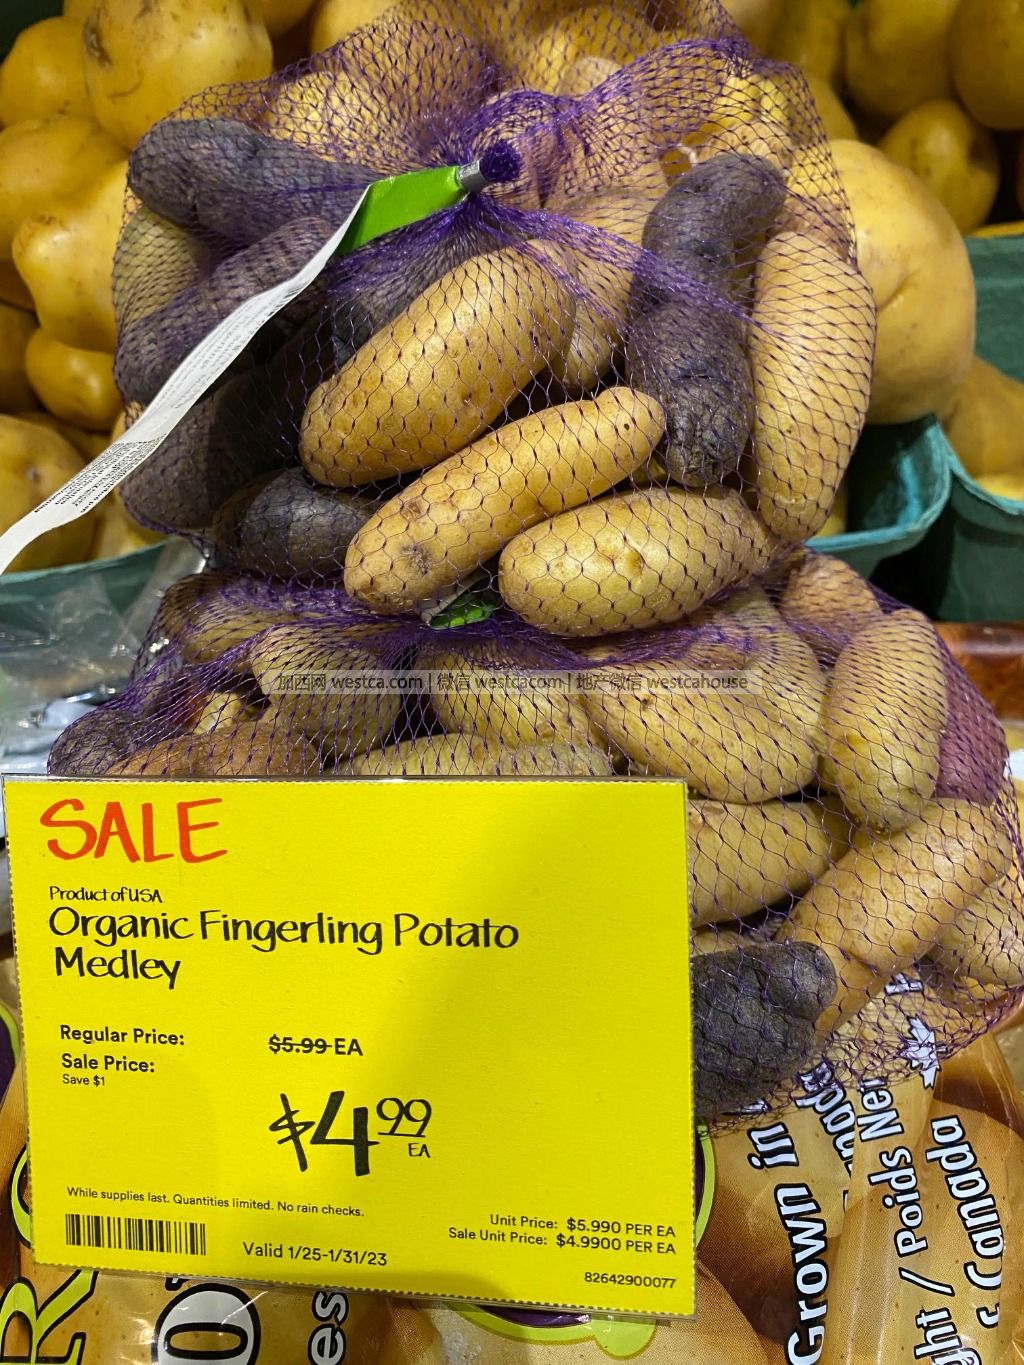 加西网 westca.com | 微信 westcacom | 地产微信 westcahouse
SALE
Product of USA
Organic Fingerling Potato
Medley
Regular Price: $5.99 EA
Sale Price:
Save $1
$4.99
EA
While supplies last. Quantities limited. No rain checks.
Valid 1/25-1/31/23
Unit Price: $5.990 PER EA
Sale Unit Price: $4.9900 PER EA
82642900077
Grown in
/ Poids Net
Canada